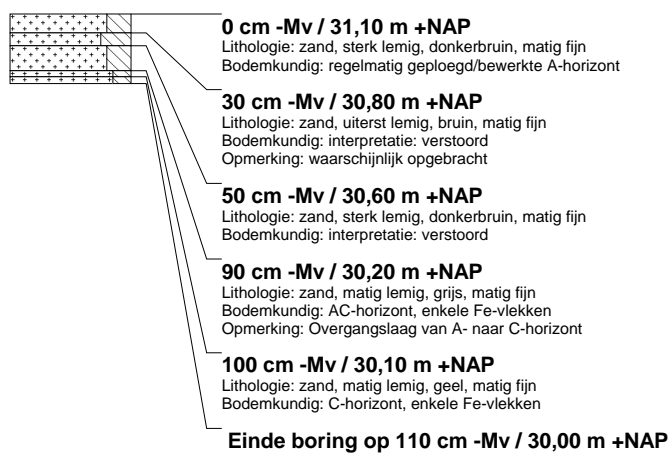 0 cm -Mv / 31,10 m +NAP
Lithologie: zand, sterk lemig, donkerbruin, matig fijn
Bodemkundig: regelmatig geploegd/bewerkte A-horizont
30 cm -Mv / 30,80 m +NAP
Lithologie: zand, uiterst lemig, bruin, matig fijn
Bodemkundig: interpretatie: verstoord
Opmerking: waarschijnlijk opgebracht
50 cm -Mv / 30,60 m +NAP
Lithologie: zand, sterk lemig, donkerbruin, matig fijn
Bodemkundig: interpretatie: verstoord
90 cm -Mv / 30,20 m +NAP
Lithologie: zand, matig lemig, grijs, matig fijn
Bodemkundig: AC-horizont, enkele Fe-vlekken
Opmerking: Overgangslaag van A- naar C-horizont
100 cm -Mv / 30,10 m +NAP
Lithologie: zand, matig lemig, geel, matig fijn
Bodemkundig: C-horizont, enkele Fe-vlekken
Einde boring op 110 cm -Mv / 30,00 m +NAP